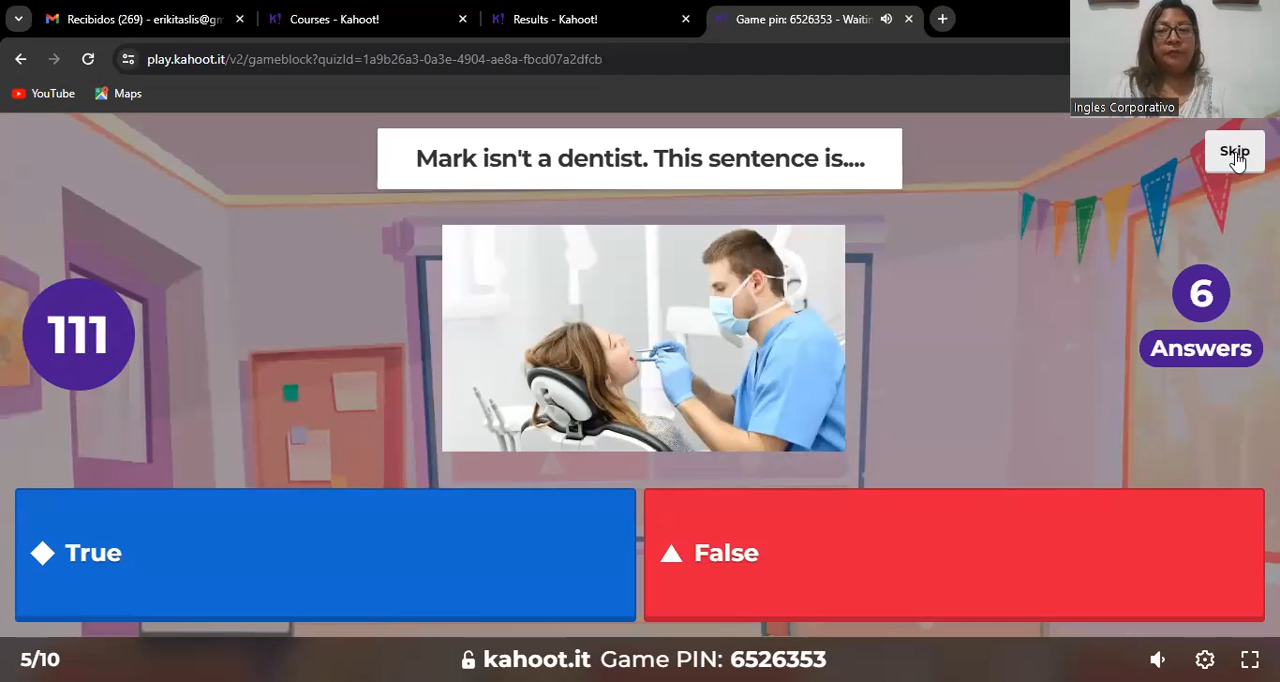 Recibidos (269) - erikitaslis@gm
Courses - Kahoot!
Results - Kahoot!
Game pin: 6526353 - Waitin
play.kahoot.it/v2/gameblock?quizId=1a9b26a3-0a3e-4904-ae8a-fbcd07a2dfcb
YouTube
Maps
Ingles Corporativo
Mark isn't a dentist. This sentence is....
Skip
111
6
Answers
True
False
5/10
kahoot.it Game PIN: 6526353